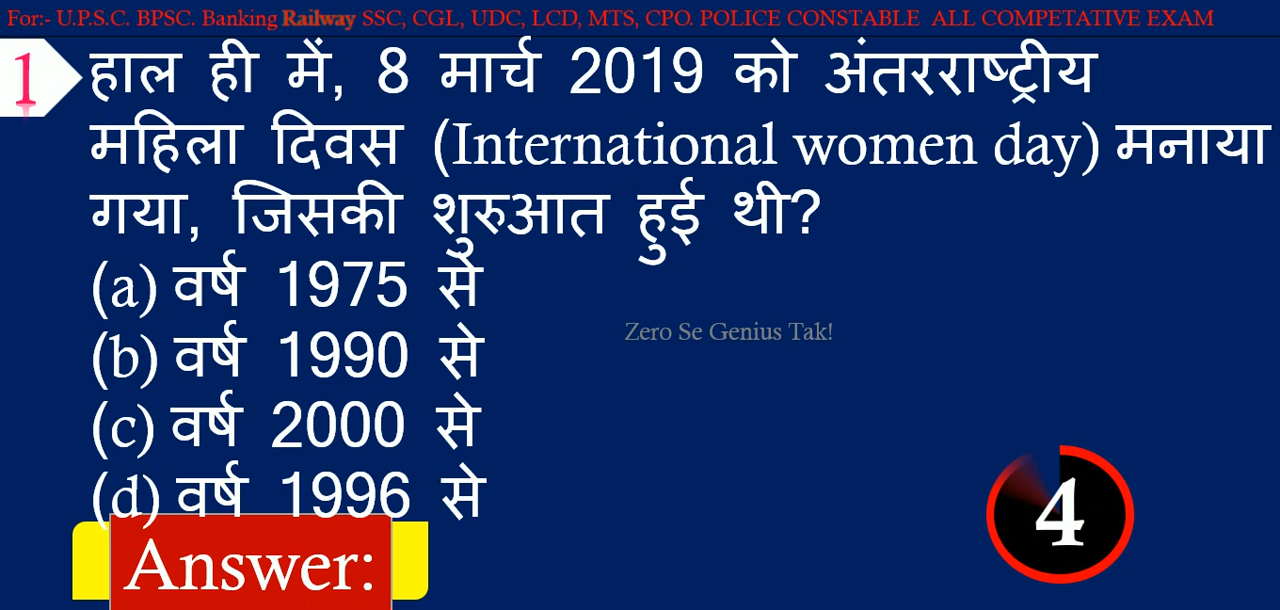 For:- U.P.S.C. BPSC. Banking Railway SSC, CGL, UDC, LCD, MTS, CPO. POLICE CONSTABLE ALL COMPETATIVE EXAM
1 हाल ही में, 8 मार्च 2019 को अंतरराष्ट्रीय
महिला दिवस (International women day) मनाया
गया, जिसकी शुरुआत हुई थी?
(a) वर्ष 1975 से
(b) वर्ष 1990 से
Zero Se Genius Tak!
(c) वर्ष 2000 से
(d) वर्ष 1996 से
4
Answer: